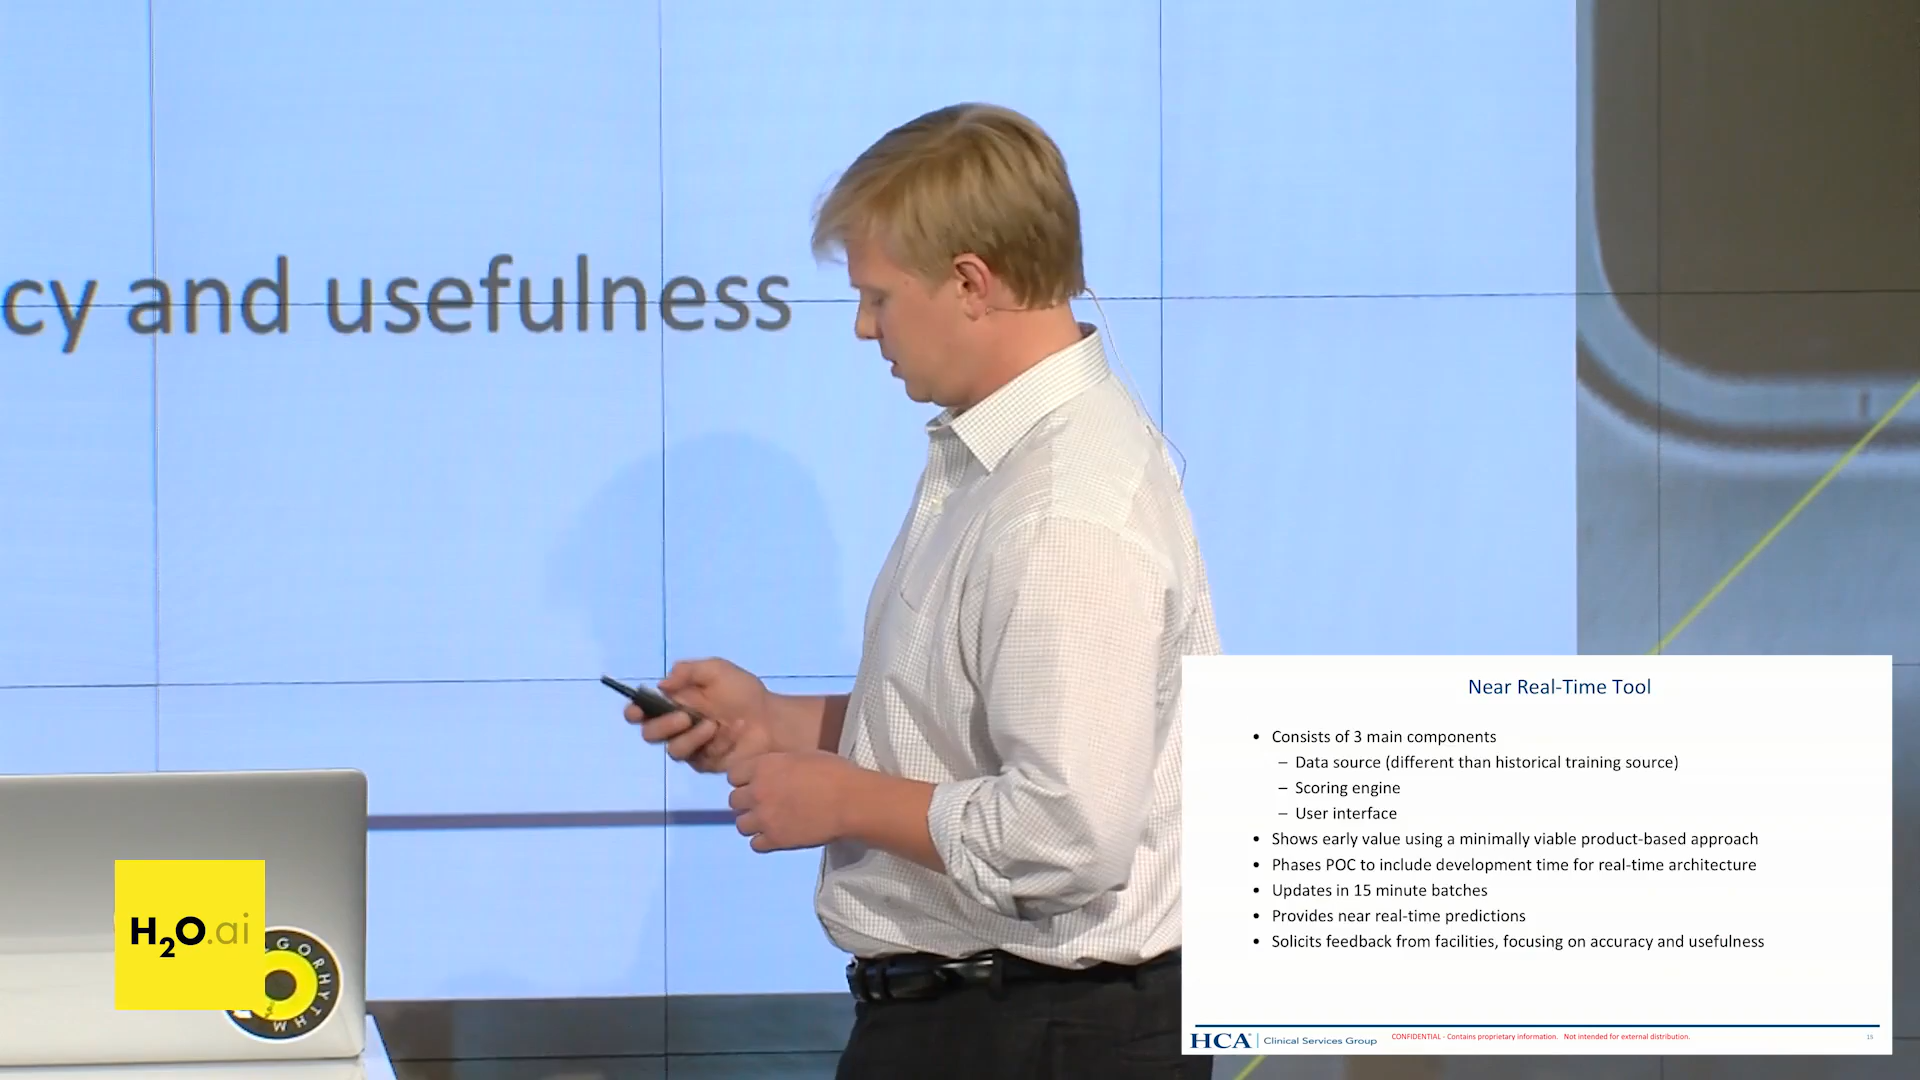 cy and usefulness
H2O.ai
LGORHYTHM
Near Real-Time Tool
• Consists of 3 main components
– Data source (different than historical training source)
– Scoring engine
– User interface
• Shows early value using a minimally viable product-based approach
• Phases POC to include development time for real-time architecture
• Updates in 15 minute batches
• Provides near real-time predictions
• Solicits feedback from facilities, focusing on accuracy and usefulness
HCA Clinical Services Group
CONFIDENTIAL - Contains proprietary information. Not intended for external distribution.
15